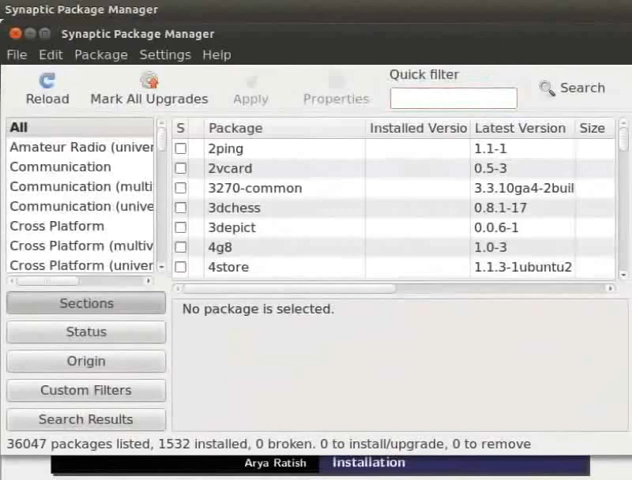 Synaptic Package Manager
Synaptic Package Manager
File Edit Package Settings Help
Reload Mark All Upgrades Apply Properties Quick filter Search
All
Amateur Radio (univer
Communication
Communication (multi
Communication (unive
Cross Platform
Cross Platform (multiv
Cross Platform (univer
S Package Installed Versio Latest Version Size
2ping 1.1-1
2vcard 0.5-3
3270-common 3.3.10ga4-2buil
3dchess 0.8.1-17
3depict 0.0.6-1
4g8 1.0-3
4store 1.1.3-1ubuntu2
Sections
Status
Origin
Custom Filters
Search Results
No package is selected.
36047 packages listed, 1532 installed, 0 broken. 0 to install/upgrade, 0 to remove
Arya Ratish Installation